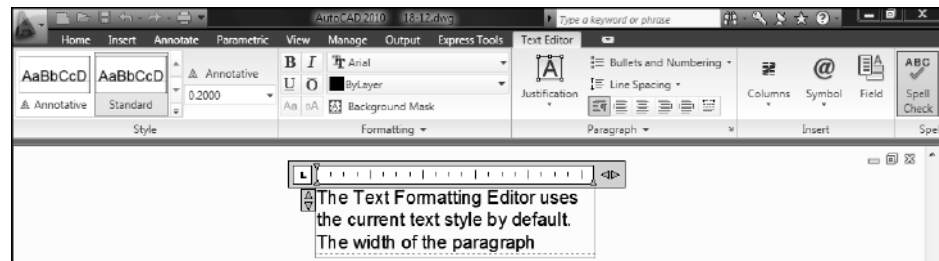 AutoCAD 2010 18-12.dwg Type a keyword or phrase
Home Insert Annotate Parametric View Manage Output Express Tools Text Editor
AaBbCcD AaBbCcD Annotative B I Arial Bullets and Numbering ABC
U O ByLayer Justification Line Spacing Columns Symbol Field Spell
Annotative Standard 0.2000 Aa aA Background Mask Check
Style Formatting Paragraph Insert Spel
L
The Text Formatting Editor uses
the current text style by default.
The width of the paragraph